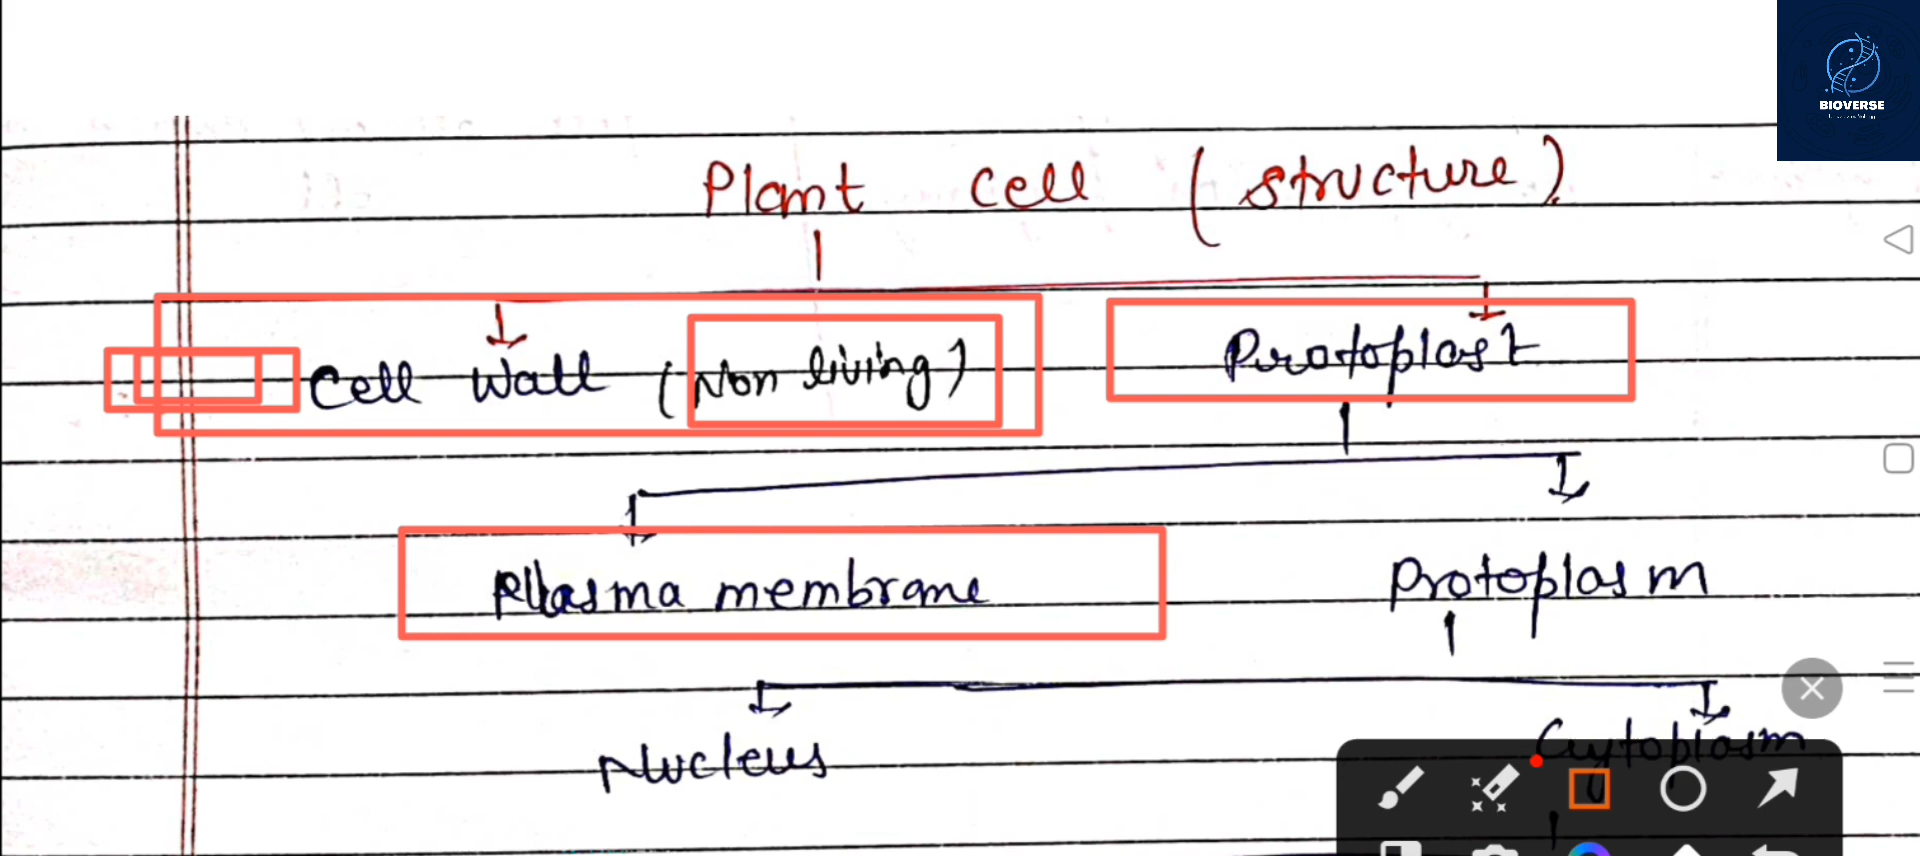 BIOVERSE
Plant cell (structure)
Cell wall (Non living)
Protoplast
Plasma membrane
Protoplasm
Nucleus
Cytoplasm